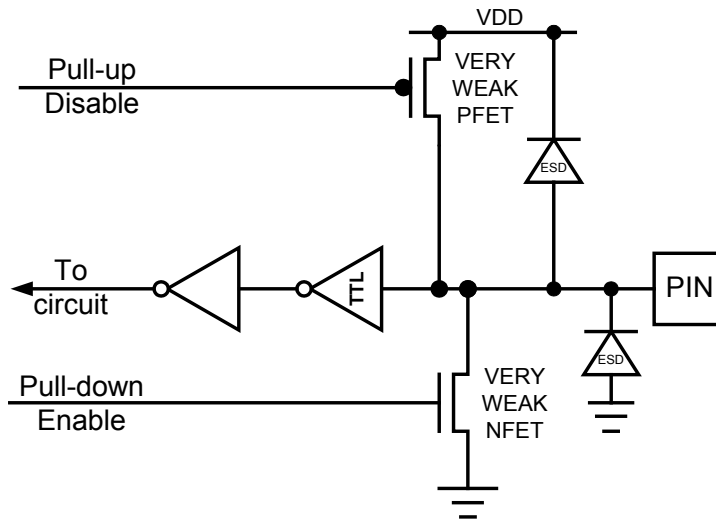 VDD
Pull-up
Disable
VERY
WEAK
PFET
ESD
To
circuit
TTL
PIN
ESD
Pull-down
Enable
VERY
WEAK
NFET